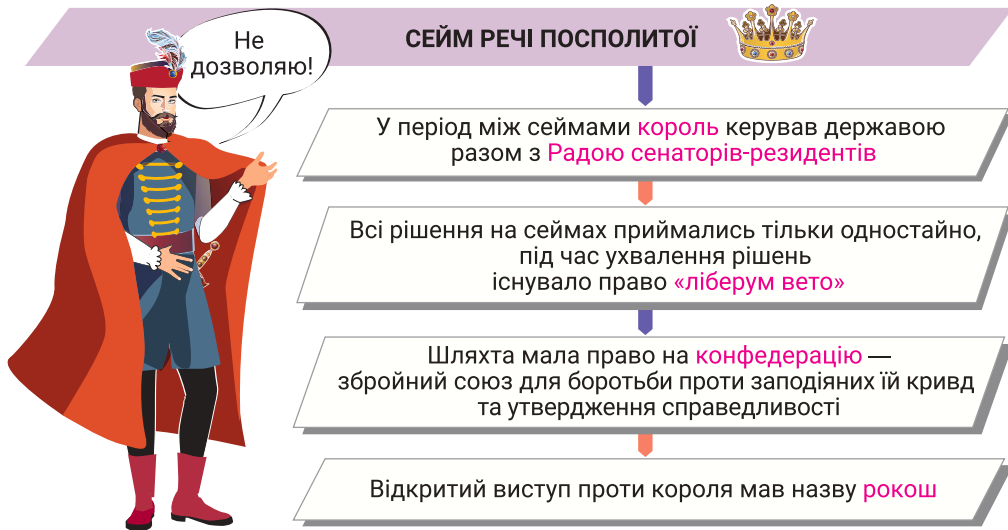 Не
дозволяю!
СЕЙМ РЕЧІ ПОСПОЛИТОЇ
У період між сеймами король керував державою
разом з Радою сенаторів-резидентів
Всі рішення на сеймах приймались тільки одностайно,
під час ухвалення рішень
існувало право «ліберум вето»
Шляхта мала право на конфедерацію —
збройний союз для боротьби проти заподіяних їй кривд
та утвердження справедливості
Відкритий виступ проти короля мав назву рокош